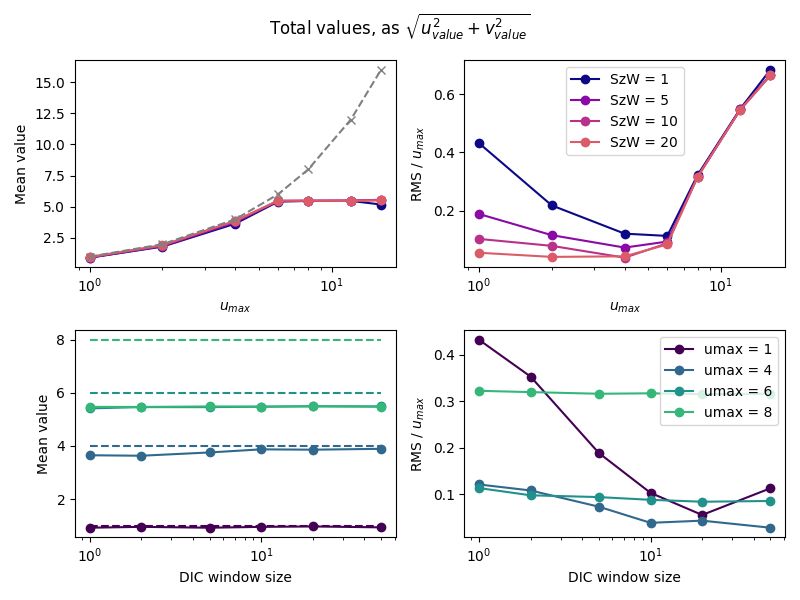 Total values, as √(u²value + v²value)
Mean value
15.0
12.5
10.0
7.5
5.0
2.5
10⁰
10¹
umax
RMS / umax
0.6
0.4
0.2
SzW = 1
SzW = 5
SzW = 10
SzW = 20
10⁰
10¹
umax
Mean value
8
6
4
2
10⁰
10¹
DIC window size
RMS / umax
0.4
0.3
0.2
0.1
umax = 1
umax = 4
umax = 6
umax = 8
10⁰
10¹
DIC window size